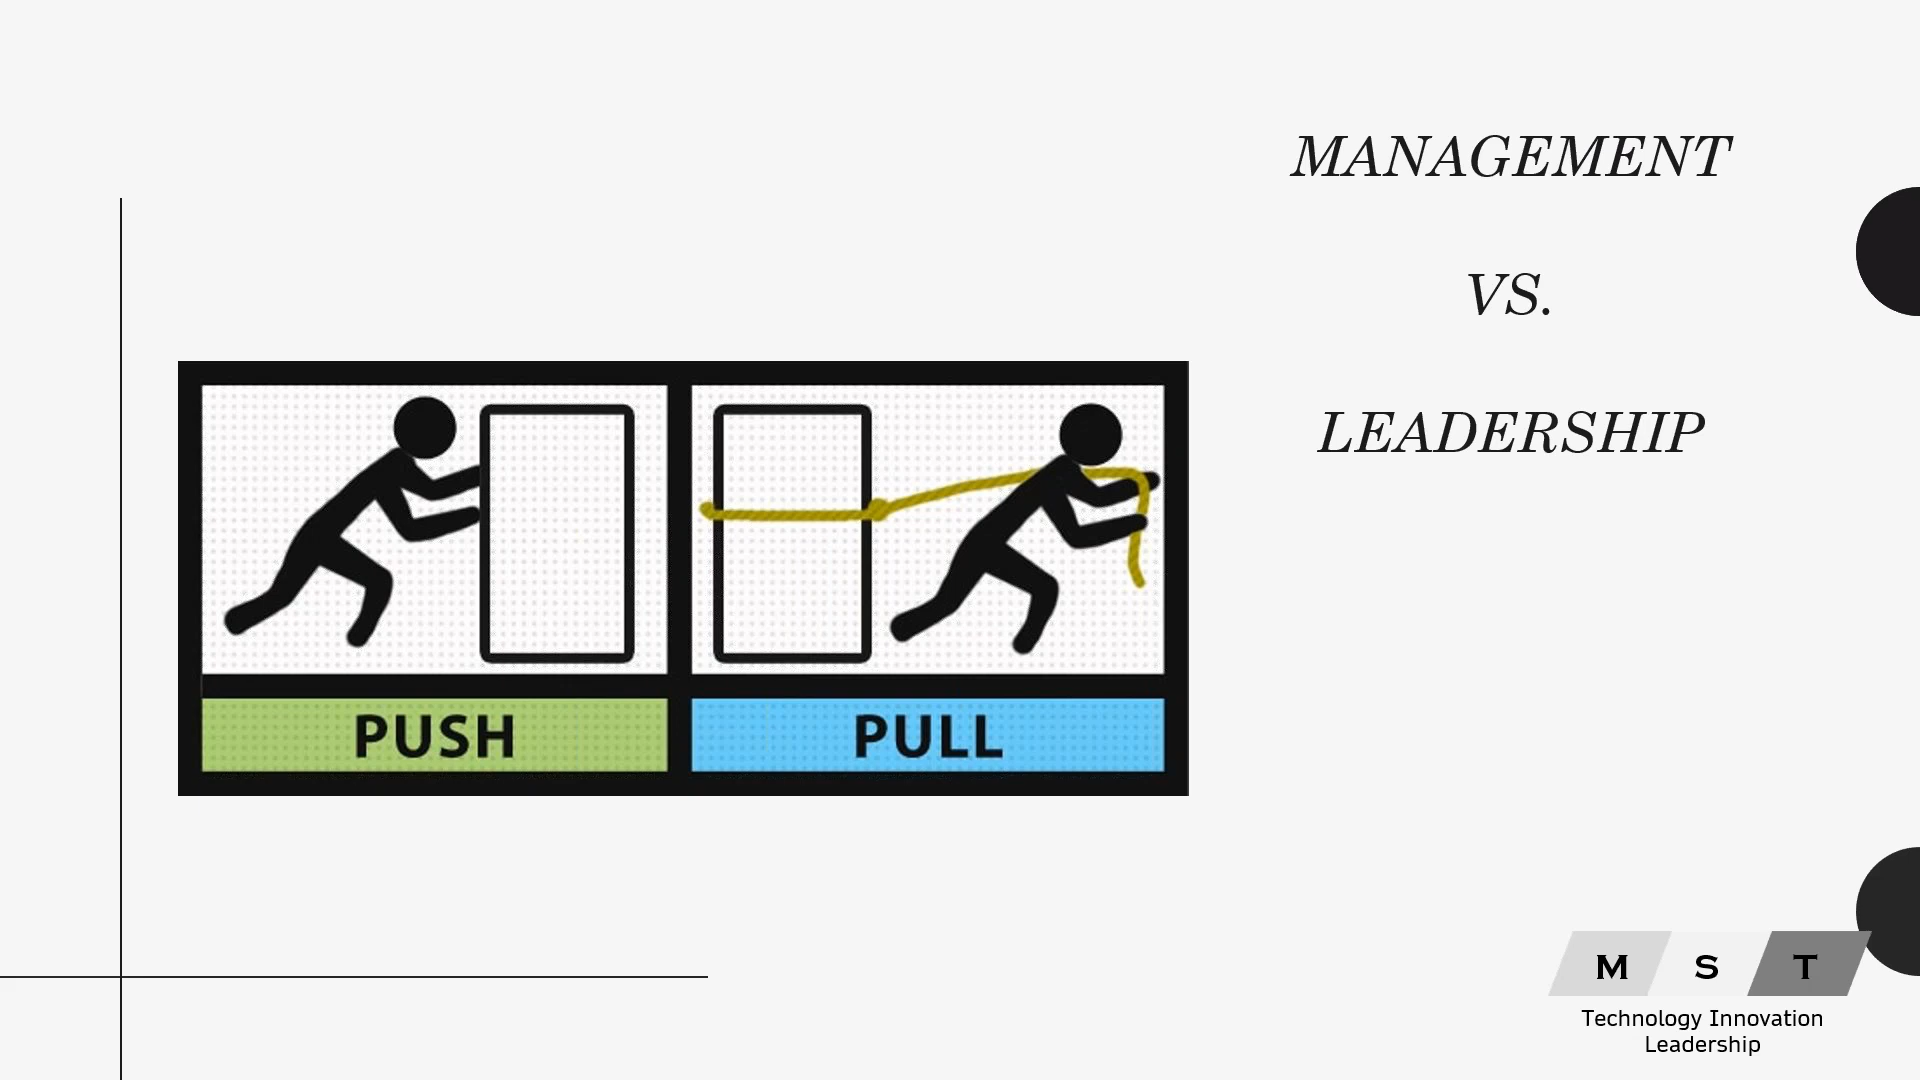 MANAGEMENT
VS.
LEADERSHIP
PUSH
PULL
M S T
Technology Innovation
Leadership